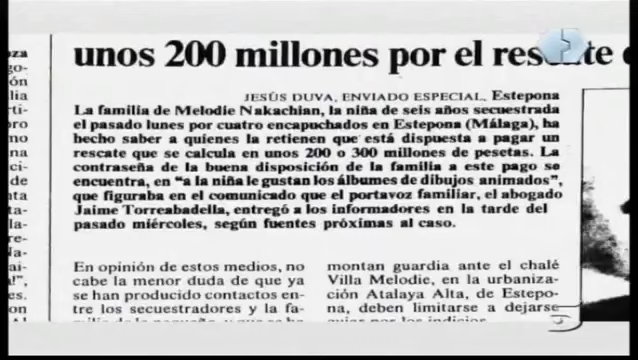 unos 200 millones por el rescate
JESÚS DUVA, ENVIADO ESPECIAL, Estepona
La familia de Melodie Nakachian, la niña de seis años secuestrada
el pasado lunes por cuatro encapuchados en Estepona (Málaga), ha
hecho saber a quienes la retienen que está dispuesta a pagar un
rescate que se calcula en unos 200 o 300 millones de pesetas. La
contraseña de la buena disposición de la familia a este pago se
encuentra, en “a la niña le gustan los álbumes de dibujos animados”,
que figuraba en el comunicado que el portavoz familiar, el abogado
Jaime Torreabadella, entregó a los informadores en la tarde del
pasado miércoles, según fuentes próximas al caso.
En opinión de estos medios, no
cabe la menor duda de que ya
se han producido contactos en-
tre los secuestradores y la fa-
montan guardia ante el chalé
Villa Melodie, en la urbaniza-
ción Atalaya Alta, de Estepo-
na, deben limitarse a dejarse